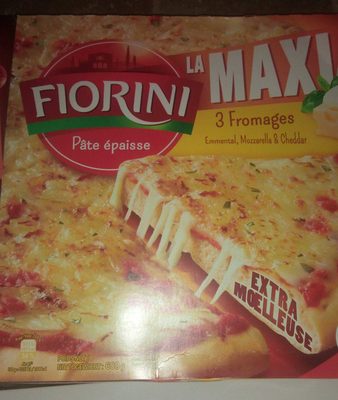 LA MAXI
FIORINI
Pâte épaisse
3 Fromages
Emmental, Mozzarella & Cheddar
EXTRA
MOELLEUSE